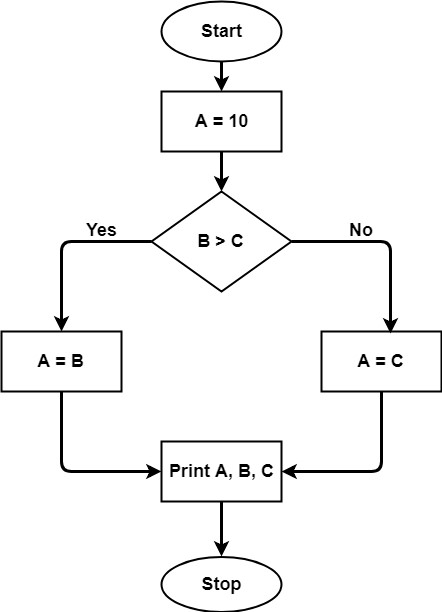 Start
A = 10
B > C
Yes
No
A = B
A = C
Print A, B, C
Stop